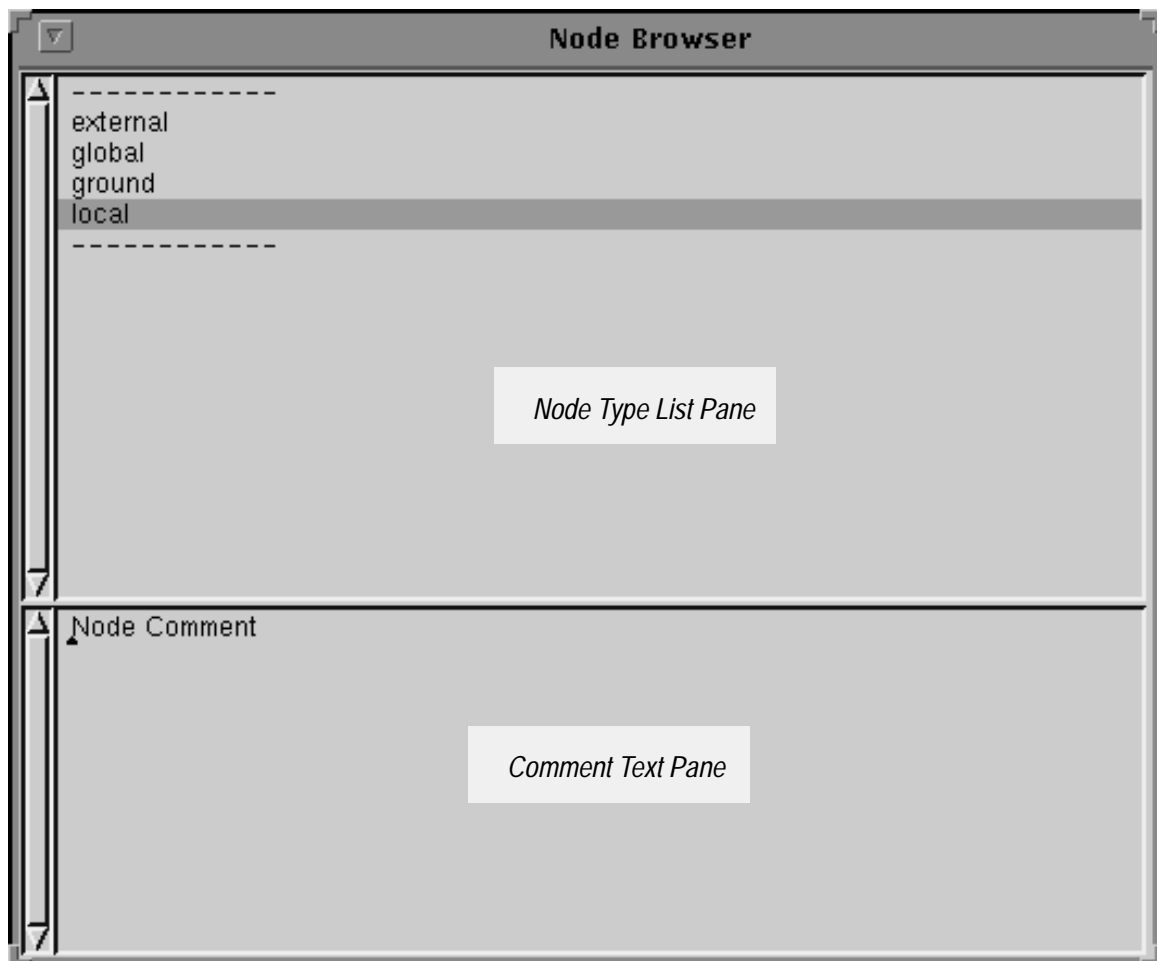 Node Browser
------------
external
global
ground
local
------------
Node Type List Pane
Node Comment
Comment Text Pane